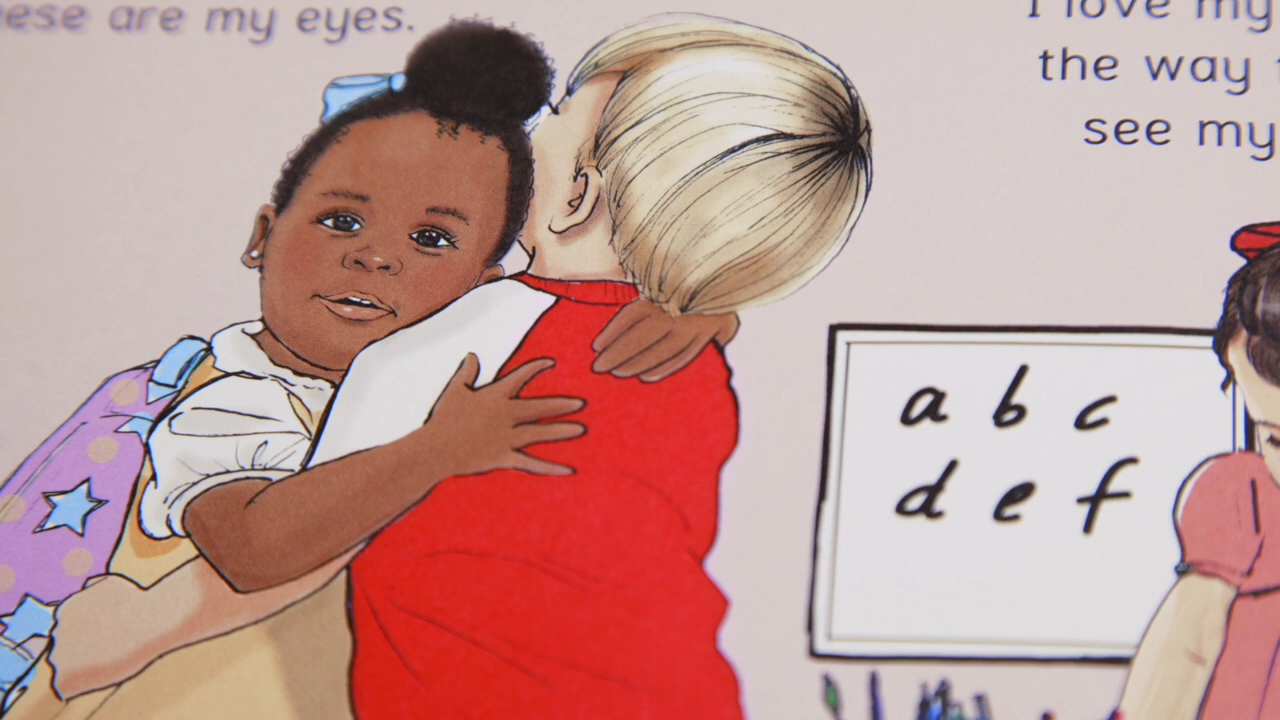 ese are my eyes.
I love my
the way
see my
a b c
d e f